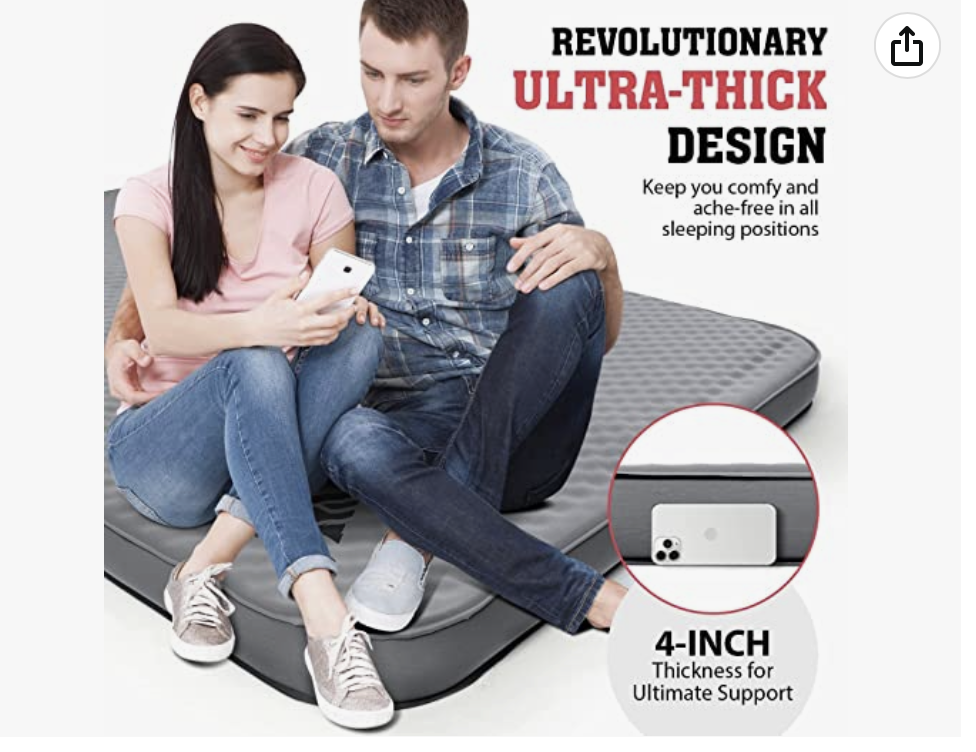 REVOLUTIONARY
ULTRA-THICK
DESIGN
Keep you comfy and
ache-free in all
sleeping positions
4-INCH
Thickness for
Ultimate Support